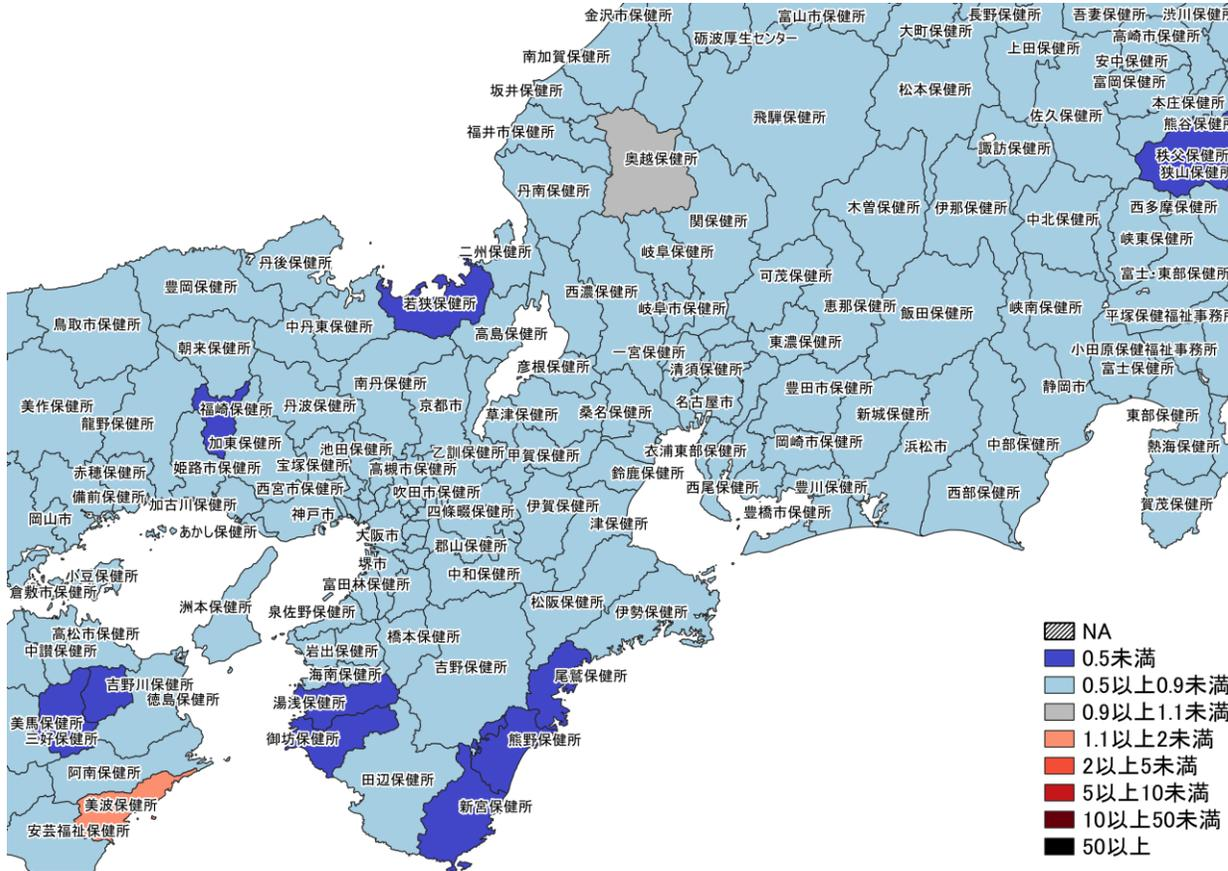 金沢市保健所
富山市保健所
長野保健所
吾妻保健所
渋川保健所
砺波厚生センター
大町保健所
高崎市保健所
南加賀保健所
上田保健所
安中保健所
坂井保健所
松本保健所
富岡保健所
本庄保健所
飛騨保健所
佐久保健所
福井市保健所
熊谷保健所
奥越保健所
諏訪保健所
秩父保健所
狭山保健所
丹南保健所
木曽保健所
伊那保健所
西多摩保健所
関保健所
中北保健所
峡東保健所
二州保健所
岐阜保健所
丹後保健所
可茂保健所
富士・東部保健所
豊岡保健所
西濃保健所
若狭保健所
岐阜市保健所
恵那保健所
飯田保健所
峡南保健所
平塚保健福祉事務所
鳥取市保健所
中丹東保健所
高島保健所
東濃保健所
朝来保健所
一宮保健所
小田原保健福祉事務所
彦根保健所
清須保健所
富士保健所
南丹保健所
豊田市保健所
静岡市
美作保健所
福崎保健所
丹波保健所
京都市
草津保健所
桑名保健所
名古屋市
新城保健所
東部保健所
龍野保健所
加東保健所
池田保健所
乙訓保健所
甲賀保健所
衣浦東部保健所
岡崎市保健所
浜松市
中部保健所
熱海保健所
赤穂保健所
姫路市保健所
宝塚保健所
高槻市保健所
鈴鹿保健所
備前保健所
西宮市保健所
吹田市保健所
西尾保健所
豊川保健所
西部保健所
加古川保健所
伊賀保健所
賀茂保健所
岡山市
神戸市
四條畷保健所
豊橋市保健所
あかし保健所
大阪市
津保健所
郡山保健所
堺市
小豆保健所
中和保健所
倉敷市保健所
富田林保健所
洲本保健所
泉佐野保健所
松阪保健所
伊勢保健所
高松市保健所
橋本保健所
中讃保健所
岩出保健所
吉野保健所
海南保健所
尾鷲保健所
吉野川保健所
徳島保健所
湯浅保健所
美馬保健所
三好保健所
御坊保健所
熊野保健所
阿南保健所
田辺保健所
美波保健所
新宮保健所
安芸福祉保健所
NA
0.5未満
0.5以上0.9未満
0.9以上1.1未満
1.1以上2未満
2以上5未満
5以上10未満
10以上50未満
50以上